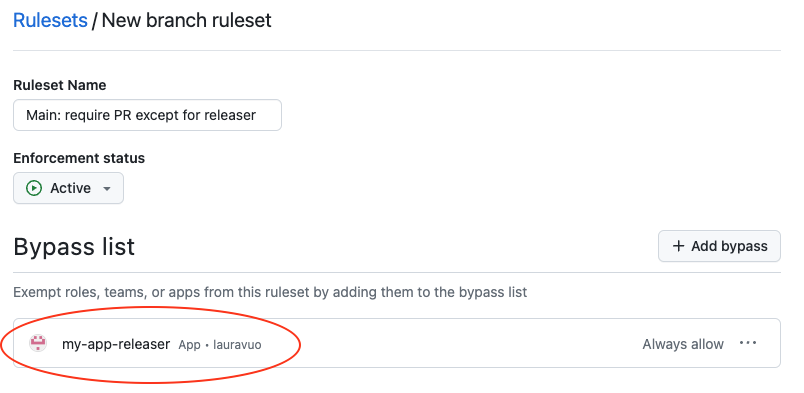 Rulesets / New branch ruleset
Ruleset Name
Main: require PR except for releaser
Enforcement status
Active
Bypass list
+ Add bypass
Exempt roles, teams, or apps from this ruleset by adding them to the bypass list
my-app-releaser App • lauravuo Always allow ···